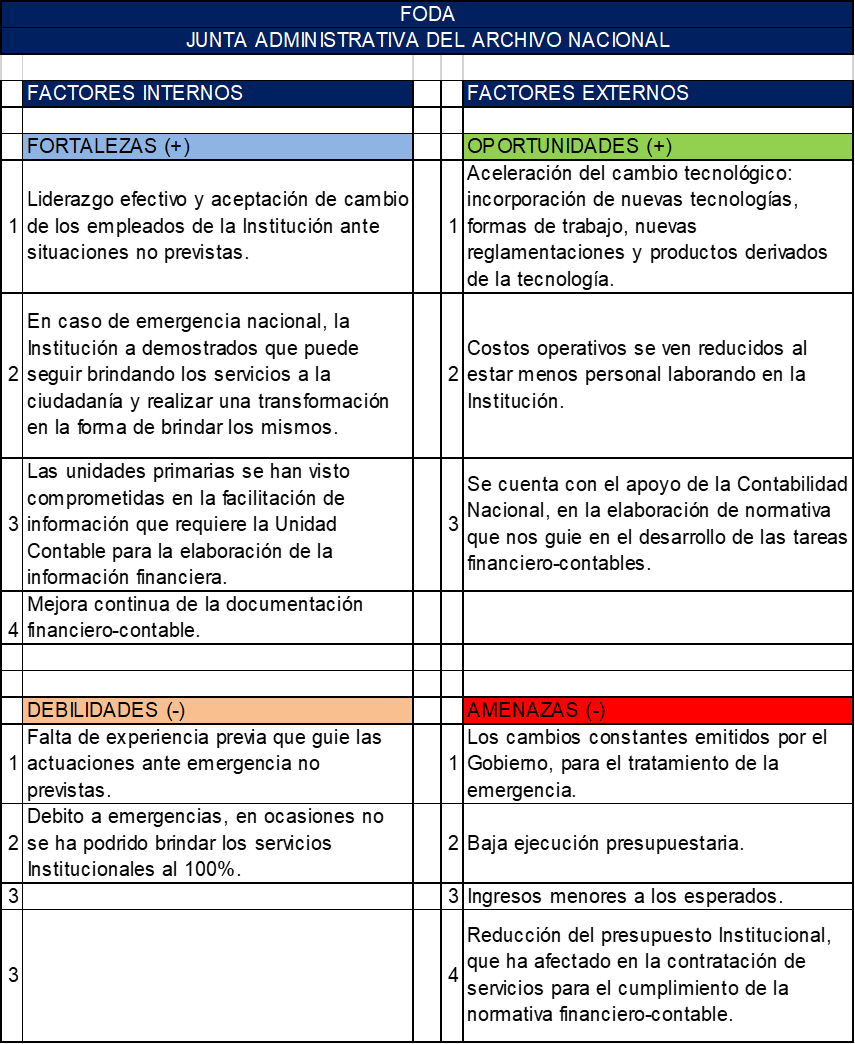 FODA
JUNTA ADMINISTRATIVA DEL ARCHIVO NACIONAL
FACTORES INTERNOS
FORTALEZAS (+)
1
Liderazgo efectivo y aceptación de cambio
de los empleados de la Institución ante
situaciones no previstas.
2
En caso de emergencia nacional, la
Institución a demostrados que puede
seguir brindando los servicios a la
ciudadanía y realizar una transformación
en la forma de brindar los mismos.
3
Las unidades primarias se han visto
comprometidas en la facilitación de
información que requiere la Unidad
Contable para la elaboración de la
información financiera.
4
Mejora continua de la documentación
financiero-contable.
FACTORES EXTERNOS
OPORTUNIDADES (+)
1
Aceleración del cambio tecnológico:
incorporación de nuevas tecnologías,
formas de trabajo, nuevas
reglamentaciones y productos derivados
de la tecnología.
2
Costos operativos se ven reducidos al
estar menos personal laborando en la
Institución.
3
Se cuenta con el apoyo de la Contabilidad
Nacional, en la elaboración de normativa
que nos guie en el desarrollo de las tareas
financiero-contables.
DEBILIDADES (-)
1
Falta de experiencia previa que guie las
actuaciones ante emergencia no
previstas.
2
Debito a emergencias, en ocasiones no
se ha podrido brindar los servicios
Institucionales al 100%.
3
3
AMENAZAS (-)
1
Los cambios constantes emitidos por el
Gobierno, para el tratamiento de la
emergencia.
2
Baja ejecución presupuestaria.
3
Ingresos menores a los esperados.
4
Reducción del presupuesto Institucional,
que ha afectado en la contratación de
servicios para el cumplimiento de la
normativa financiero-contable.